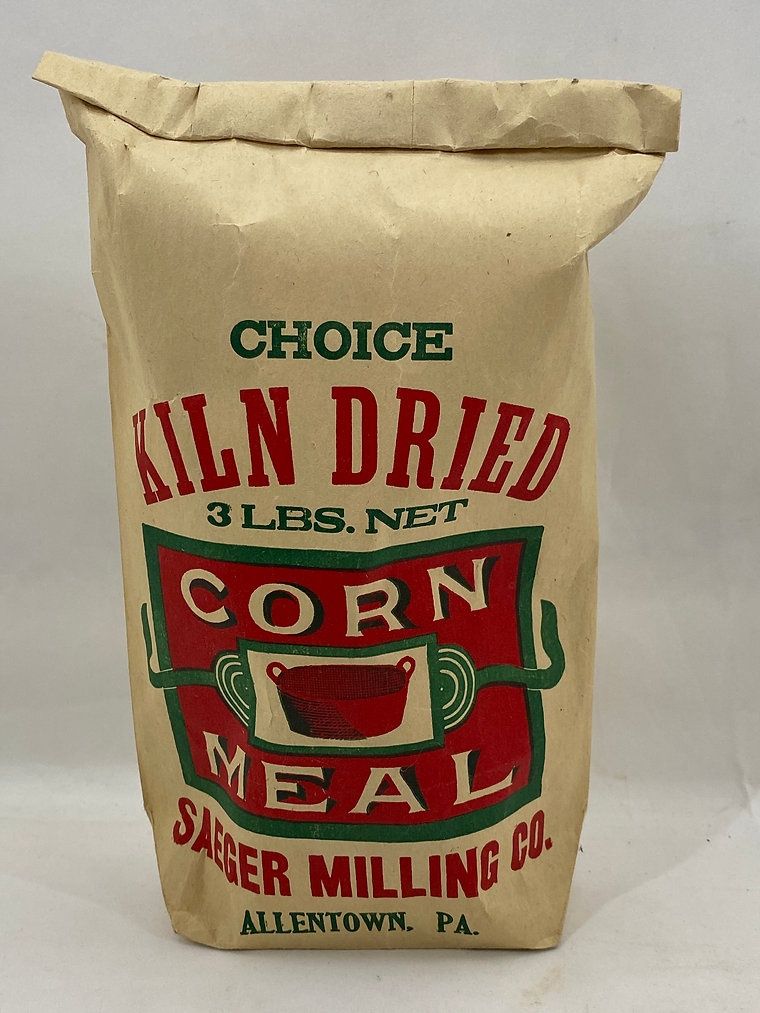 CHOICE
KILN DRIED
3 LBS. NET
CORN
MEAL
SAEGER MILLING CO.
ALLENTOWN, PA.